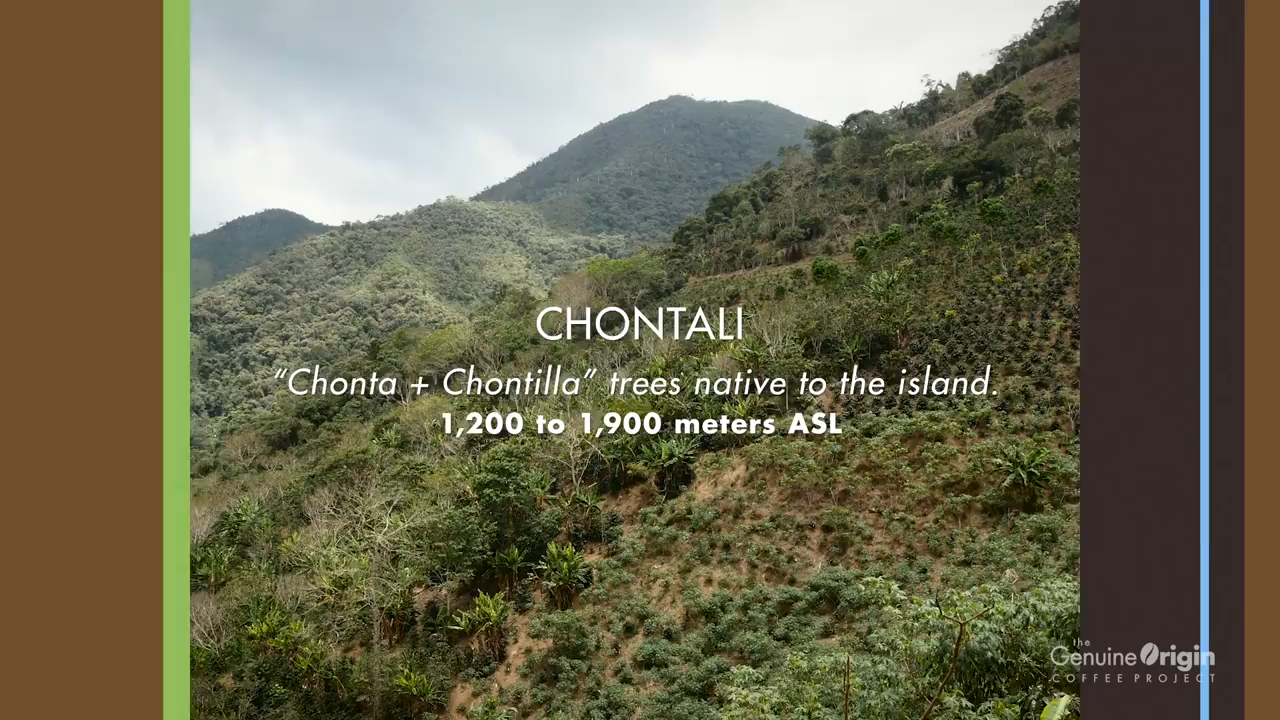 CHONTALI
“Chonta + Chontilla” trees native to the island.
1,200 to 1,900 meters ASL
the
Genuine Origin
COFFEE PROJECT